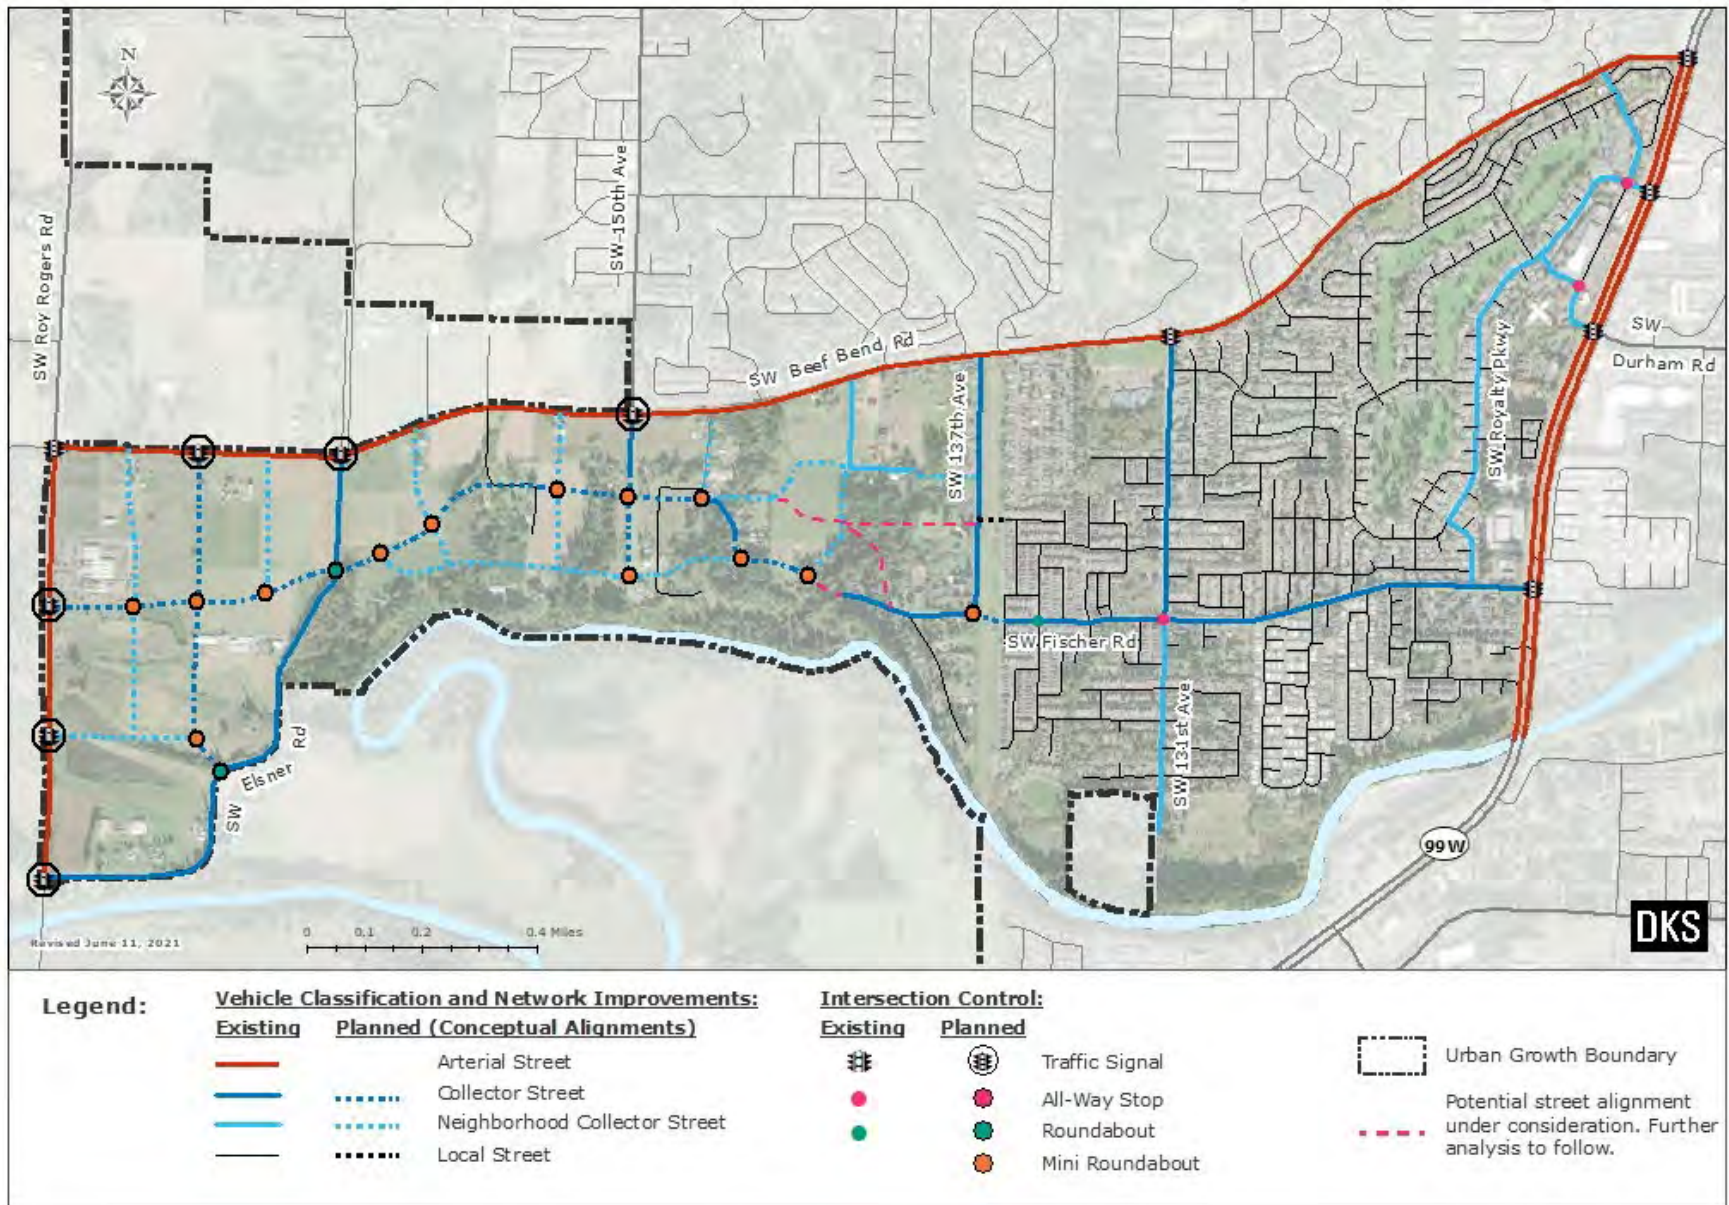 N
SW Roy Rogers Rd
SW 150th Ave
SW Beef Bend Rd
SW 137th Ave
SW Royalty Pkwy
SW
Durham Rd
SW Fischer Rd
SW 131st Ave
SW
Elsner
Rd
99W
DKS
Revised June 11, 2021
0 0.1 0.2 0.4 Miles
Legend:
Vehicle Classification and Network Improvements:
Existing Planned (Conceptual Alignments)
Arterial Street
Collector Street
Neighborhood Collector Street
Local Street
Intersection Control:
Existing Planned
Traffic Signal
All-Way Stop
Roundabout
Mini Roundabout
Urban Growth Boundary
Potential street alignment
under consideration. Further
analysis to follow.